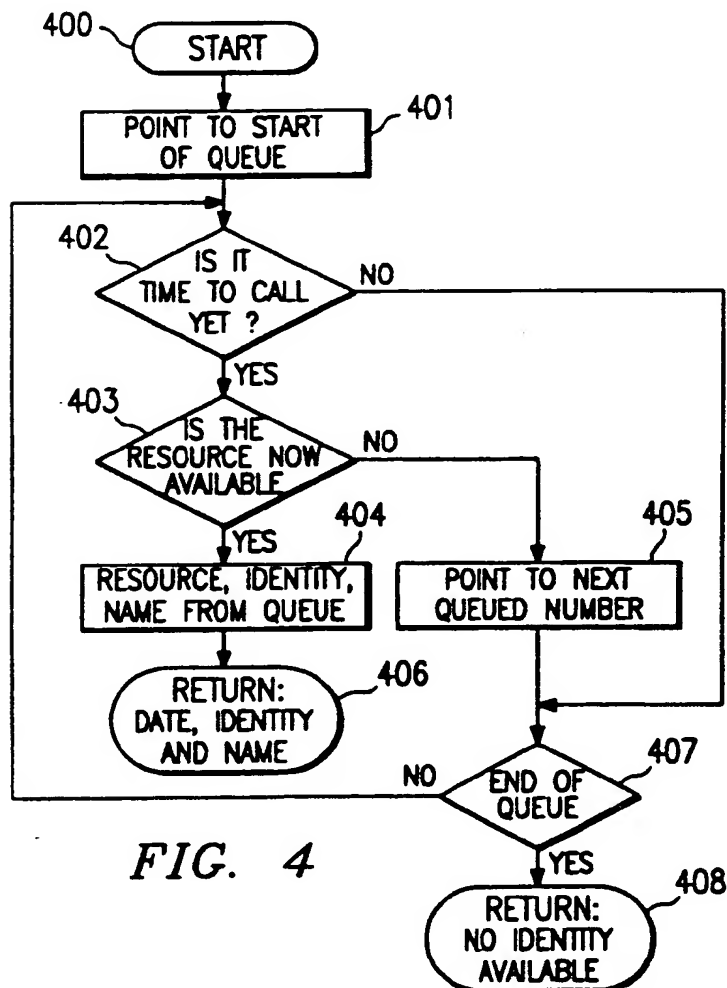 400
START
401
POINT TO START
OF QUEUE
402
IS IT
TIME TO CALL
YET ?
NO
YES
403
IS THE
RESOURCE NOW
AVAILABLE
NO
YES
404
RESOURCE, IDENTITY,
NAME FROM QUEUE
405
POINT TO NEXT
QUEUED NUMBER
RETURN:
DATE, IDENTITY
AND NAME
406
NO
END OF
QUEUE
407
YES
FIG. 4
RETURN:
NO IDENTITY
AVAILABLE
408